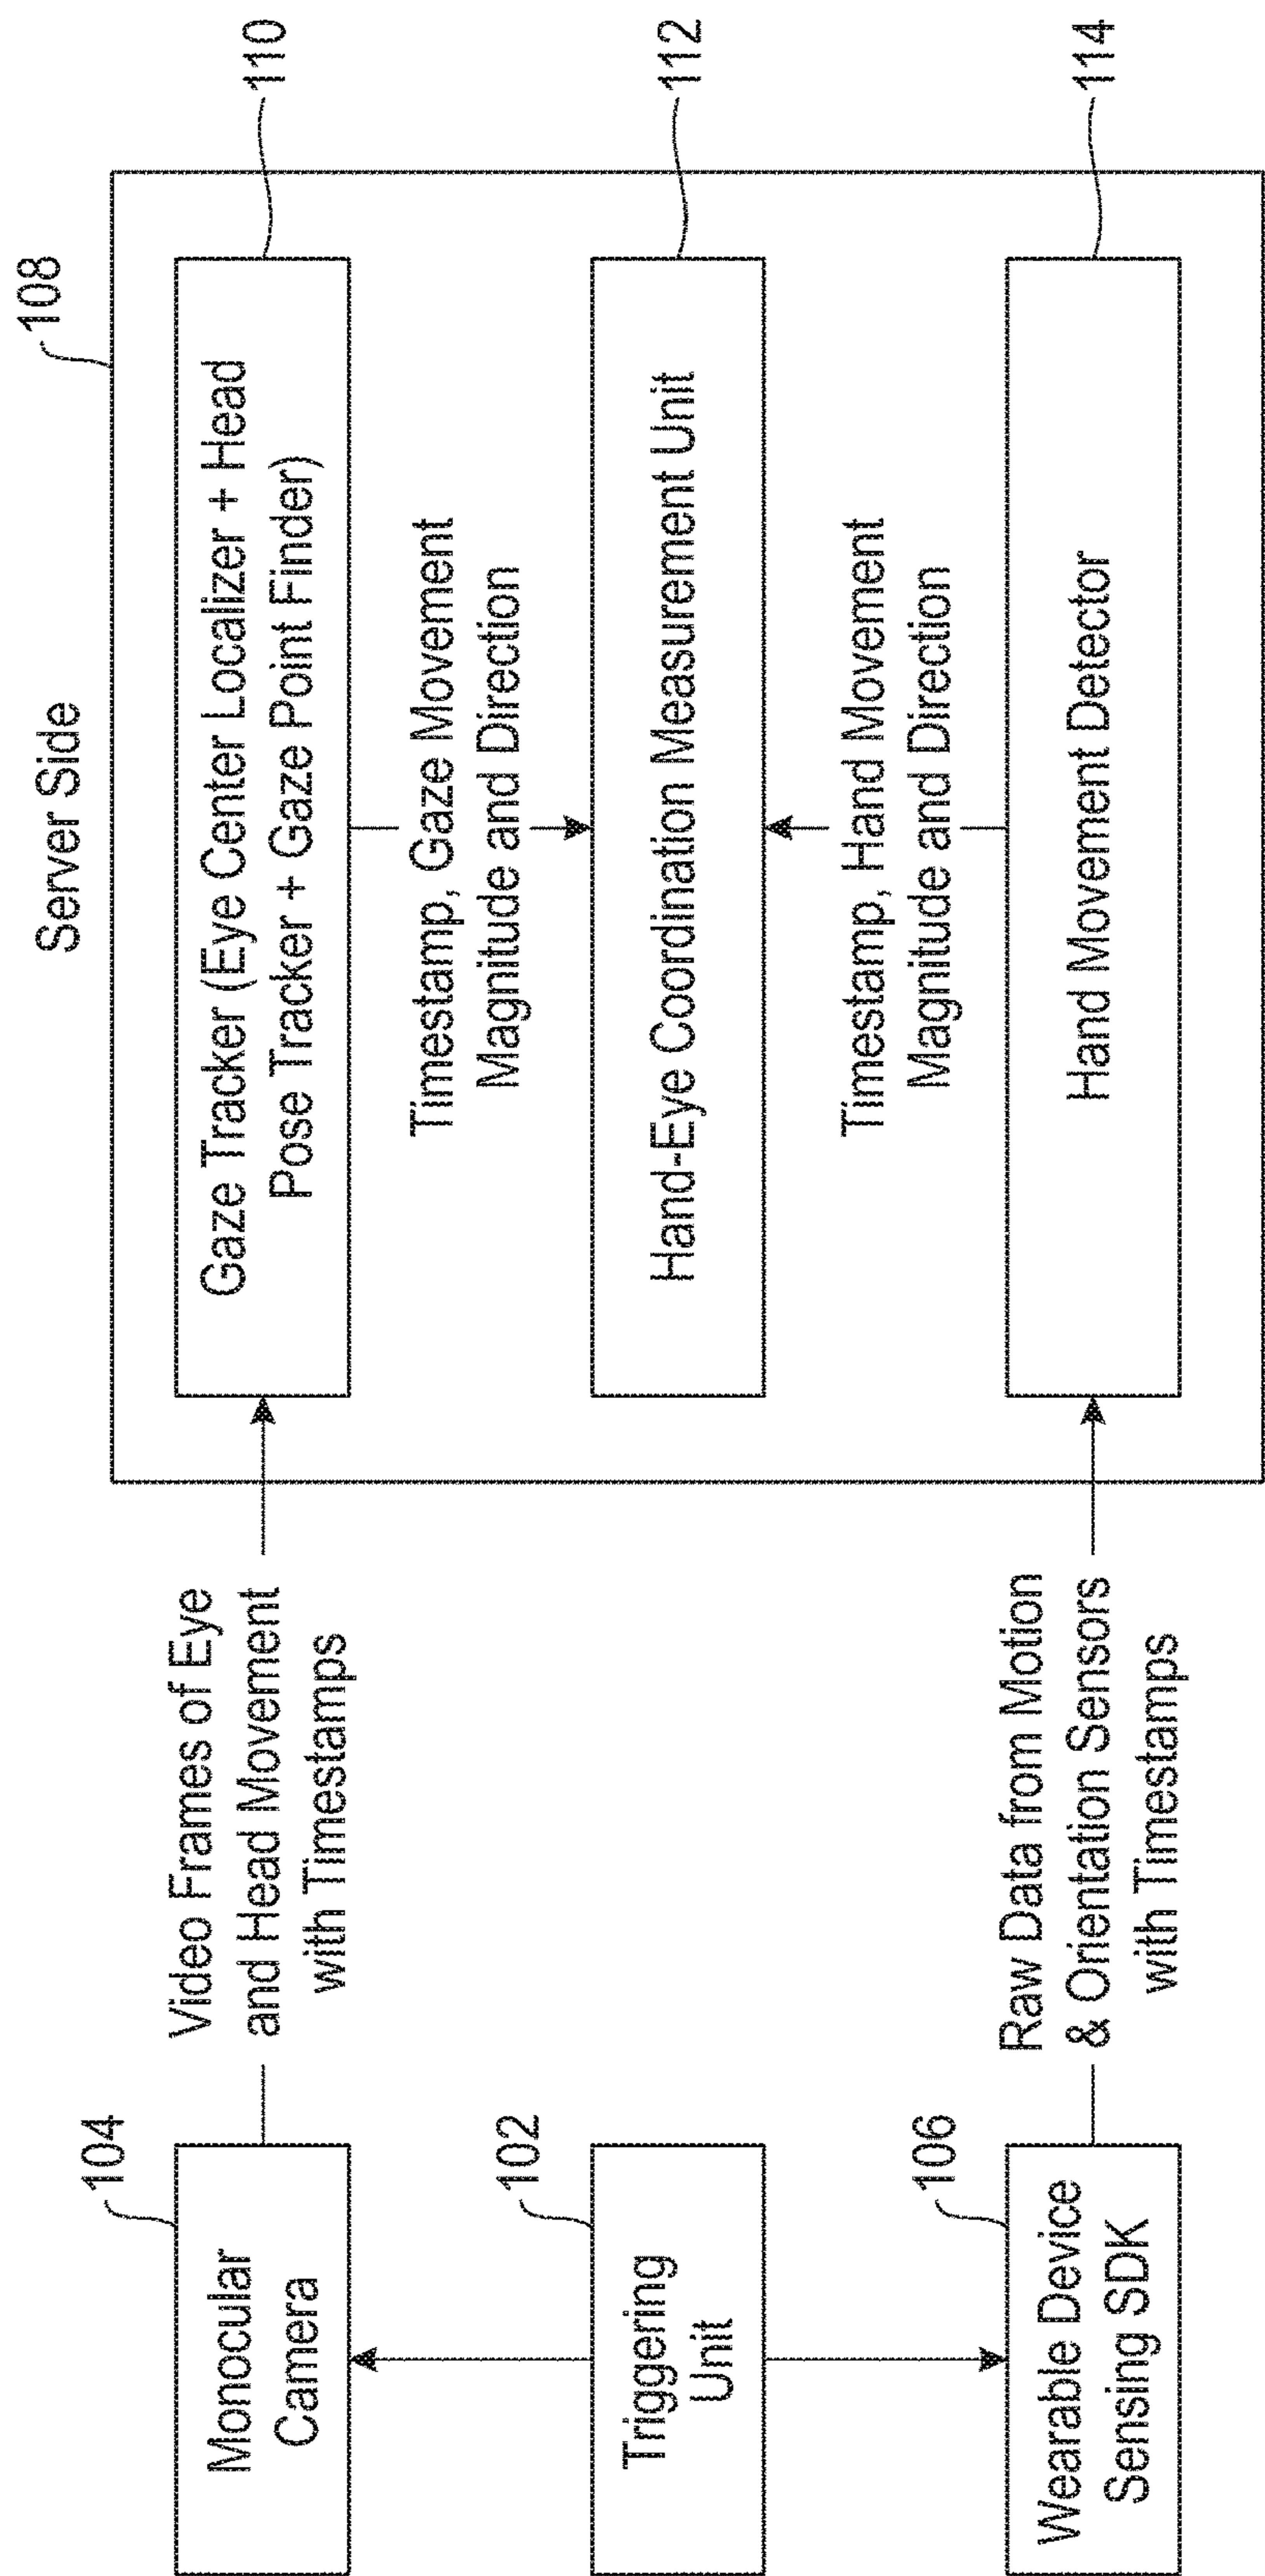 Server Side
108
104
Monocular
Camera
Video Frames of Eye
and Head Movement
with Timestamps
Gaze Tracker (Eye Center Localizer + Head
Pose Tracker + Gaze Point Finder)
110
Timestamp, Gaze Movement
Magnitude and Direction
102
Triggering
Unit
Hand-Eye Coordination Measurement Unit
112
Timestamp, Hand Movement
Magnitude and Direction
106
Wearable Device
Sensing SDK
Raw Data from Motion
& Orientation Sensors
with Timestamps
Hand Movement Detector
114